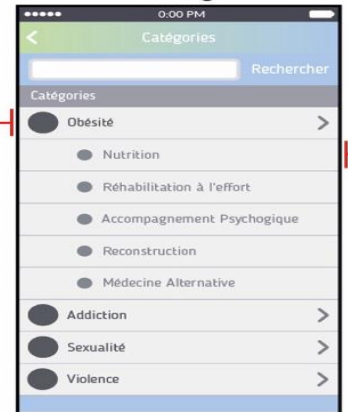 0:00 PM
Catégories
Rechercher
Catégories
Obésité
Nutrition
Réhabilitation à l'effort
Accompagnement Psychogique
Reconstruction
Médecine Alternative
Addiction
Sexualité
Violence